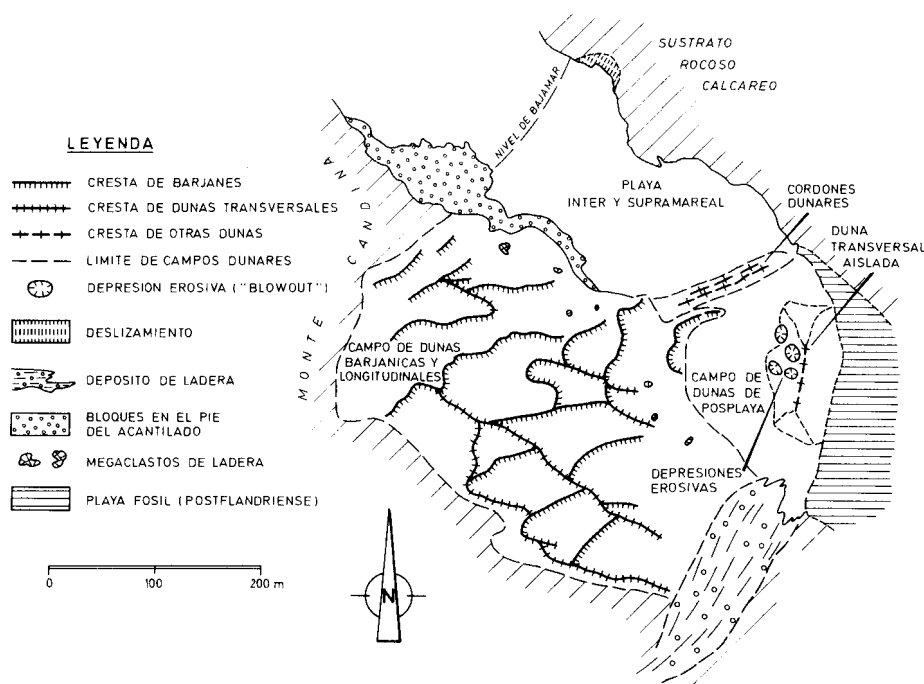 SUSTRATO
ROCOSO
CALCAREO
NIVEL DE BAJAMAR
PLAYA
INTER Y SUPRAMAREAL
CORDONES
DUNARES
DUNA
TRANSVERSAL
AISLADA
MONTE CANDINA
CAMPO DE DUNAS
BARJANICAS Y
LONGITUDINALES
CAMPO DE
DUNAS DE
POSPLAYA
DEPRESIONES
EROSIVAS
LEYENDA
CRESTA DE BARJANES
CRESTA DE DUNAS TRANSVERSALES
CRESTA DE OTRAS DUNAS
LIMITE DE CAMPOS DUNARES
DEPRESION EROSIVA ("BLOWOUT")
DESLIZAMIENTO
DEPOSITO DE LADERA
BLOQUES EN EL PIE
DEL ACANTILADO
MEGACLASTOS DE LADERA
PLAYA FOSIL (POSTFLANDRIENSE)
0 100 200 m
N